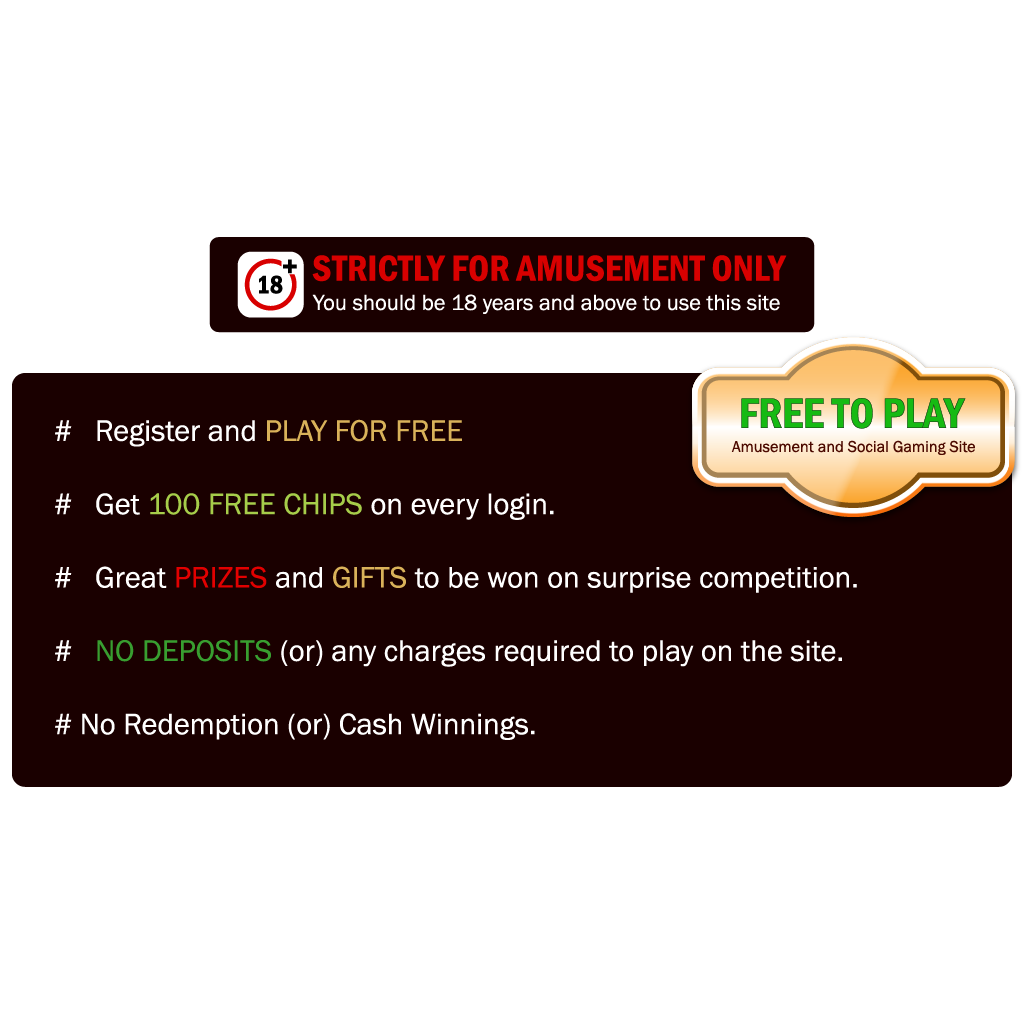 18+
STRICTLY FOR AMUSEMENT ONLY
You should be 18 years and above to use this site
FREE TO PLAY
Amusement and Social Gaming Site
# Register and PLAY FOR FREE
# Get 100 FREE CHIPS on every login.
# Great PRIZES and GIFTS to be won on surprise competition.
# NO DEPOSITS (or) any charges required to play on the site.
# No Redemption (or) Cash Winnings.